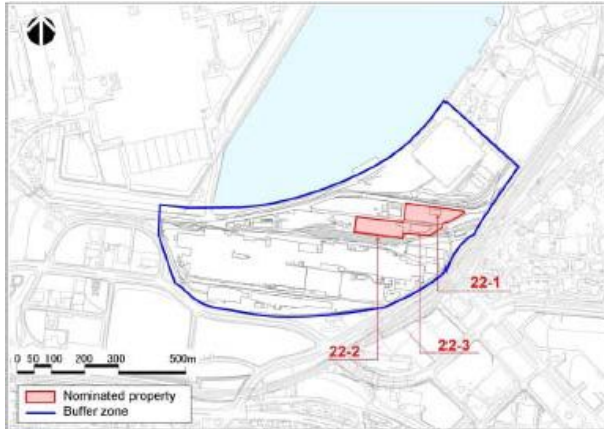 22-1
22-3
22-2
0 50 100 200 300 500m
Nominated property
Buffer zone